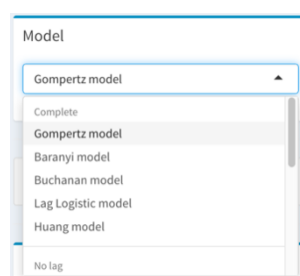 Model
Gompertz model
Complete
Gompertz model
Baranyi model
Buchanan model
Lag Logistic model
Huang model
No lag